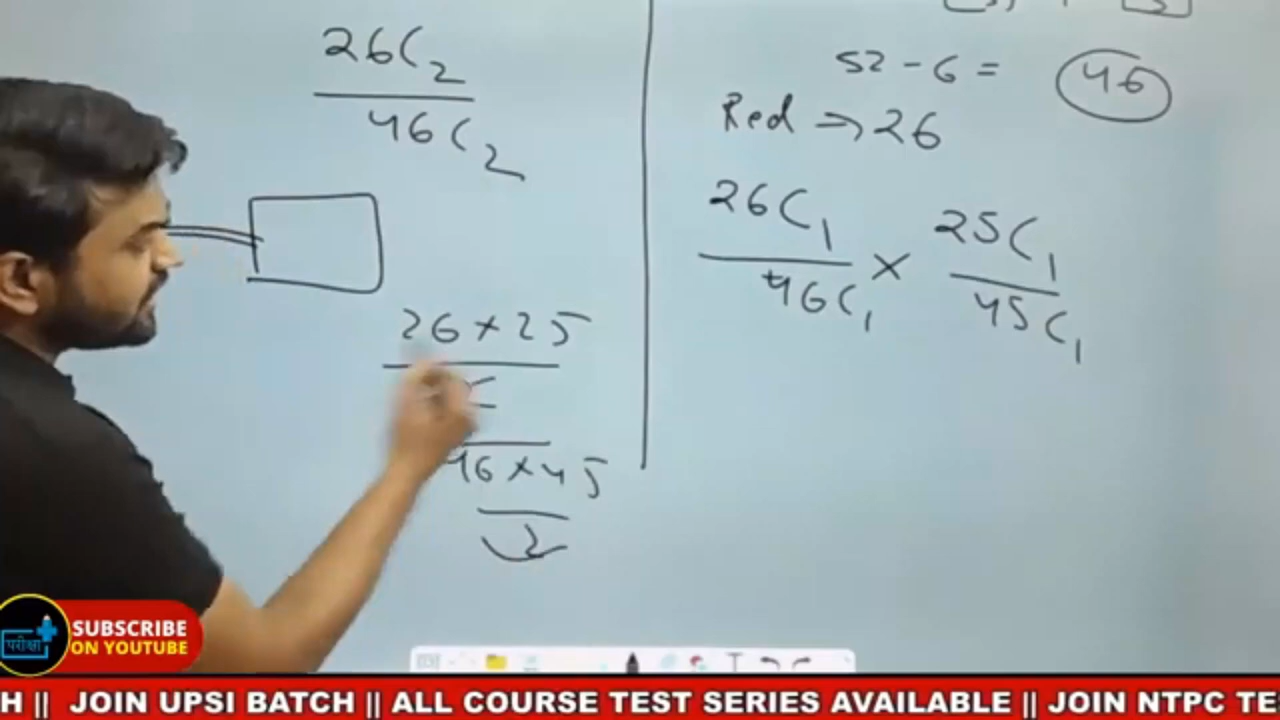 26C2
46C2
26 × 25
46 × 45
2
52 - 6 = 46
Red ⇒ 26
26C1 × 25C1
46C1 45C1
परीक्षा
SUBSCRIBE
ON YOUTUBE
H || JOIN UPSI BATCH || ALL COURSE TEST SERIES AVAILABLE || JOIN NTPC TE